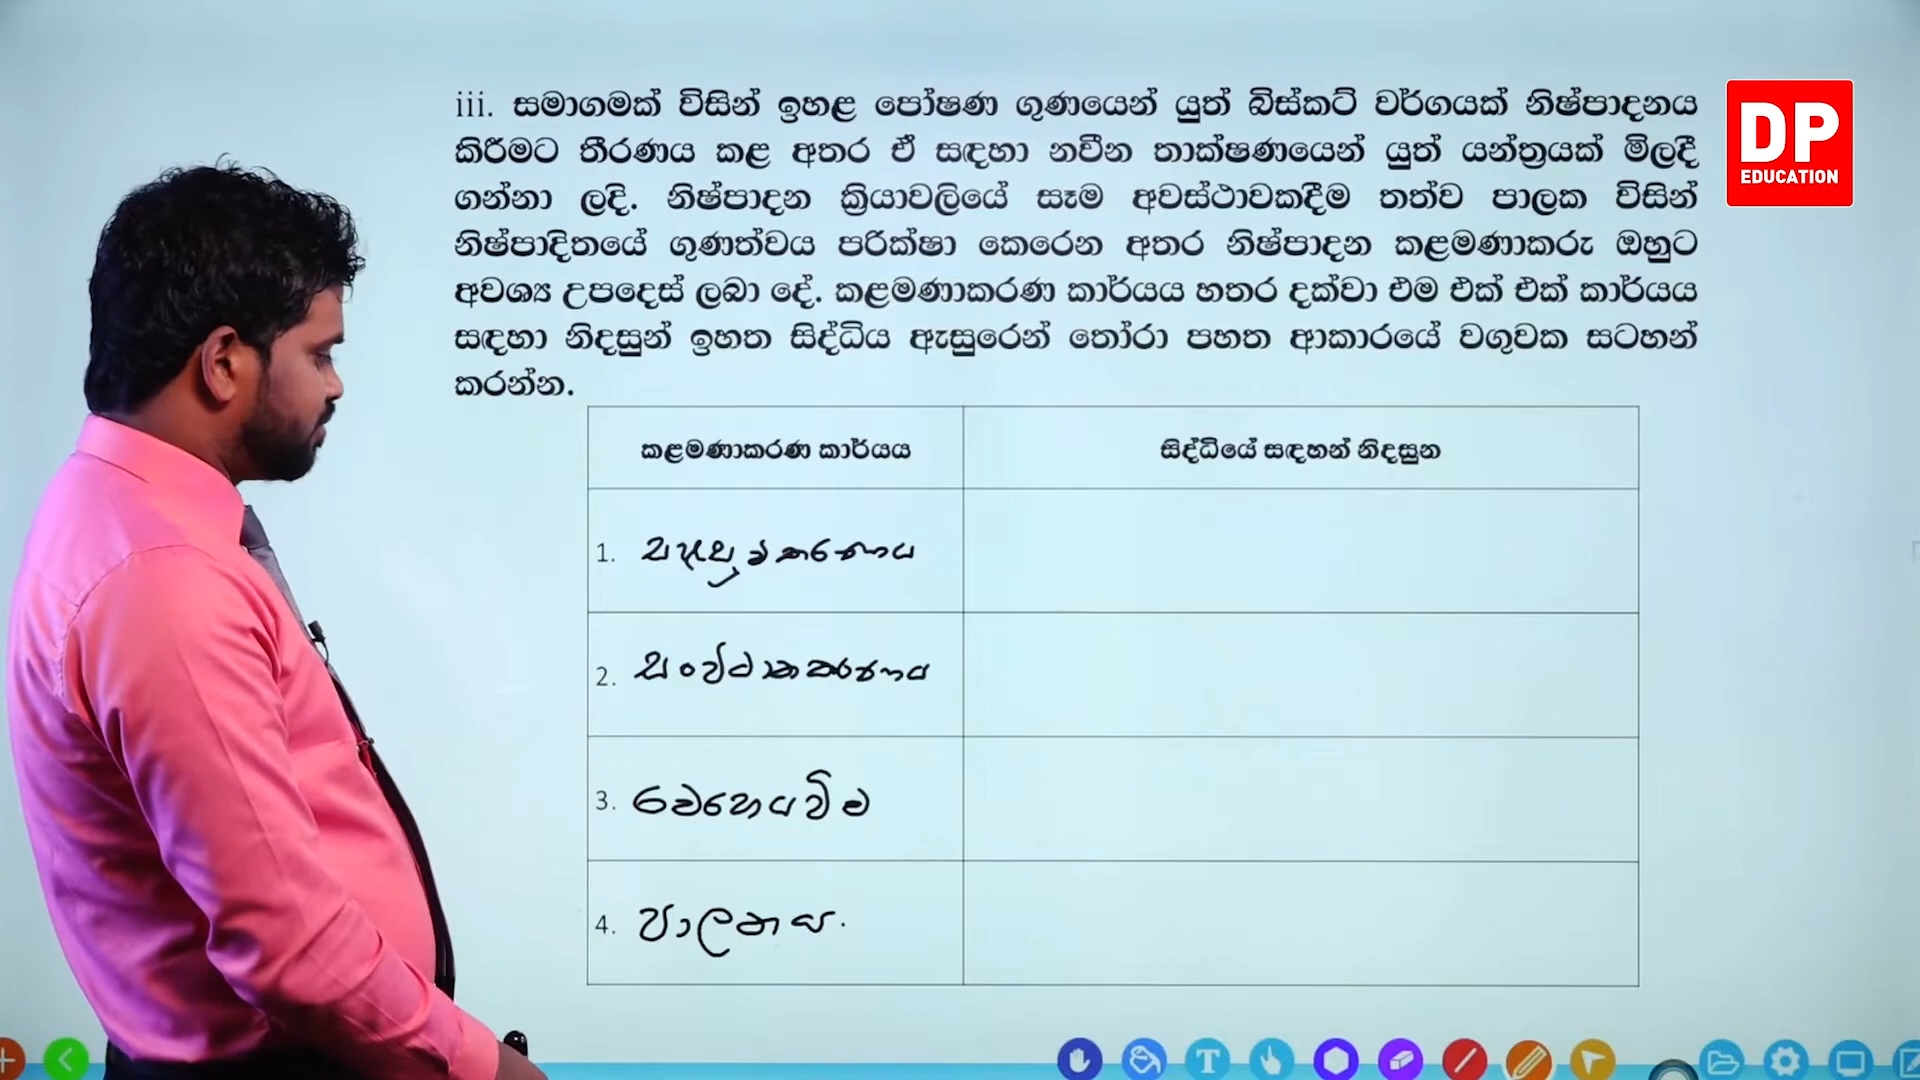 iii. සමාගමක් විසින් ඉහළ පෝෂණ ගුණයෙන් යුත් බිස්කට් වර්ගයක් නිෂ්පාදනය
කිරීමට තීරණය කළ අතර ඒ සඳහා නවීන තාක්ෂණයෙන් යුත් යන්ත්‍රයක් මිලදී
ගන්නා ලදි. නිෂ්පාදන ක්‍රියාවලියේ සෑම අවස්ථාවකදීම තත්ව පාලක විසින්
නිෂ්පාදිතයේ ගුණත්වය පරික්ෂා කෙරෙන අතර නිෂ්පාදන කළමණාකරු ඔහුට
අවශ්‍ය උපදෙස් ලබා දේ. කළමණාකරණ කාර්යය හතර දක්වා එම එක් එක් කාර්යය
සඳහා නිදසුන් ඉහත සිද්ධිය ඇසුරෙන් තෝරා පහත ආකාරයේ වගුවක සටහන්
කරන්න.
DP
EDUCATION
කළමණාකරණ කාර්යය
සිද්ධියේ සඳහන් නිදසුන
1. සැලසුම්කරණය
2. සංවිධානකරණය
3. මෙහෙයවීම
4. පාලනය.